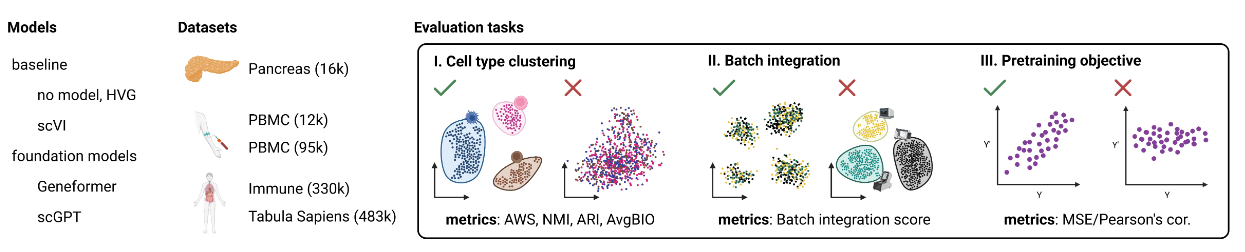 Models
baseline
no model, HVG
scVI
foundation models
Geneformer
scGPT
Datasets
Pancreas (16k)
PBMC (12k)
PBMC (95k)
Immune (330k)
Tabula Sapiens (483k)
Evaluation tasks
I. Cell type clustering
metrics: AWS, NMI, ARI, AvgBIO
II. Batch integration
metrics: Batch integration score
III. Pretraining objective
Y'
Y
Y'
Y
metrics: MSE/Pearson's cor.